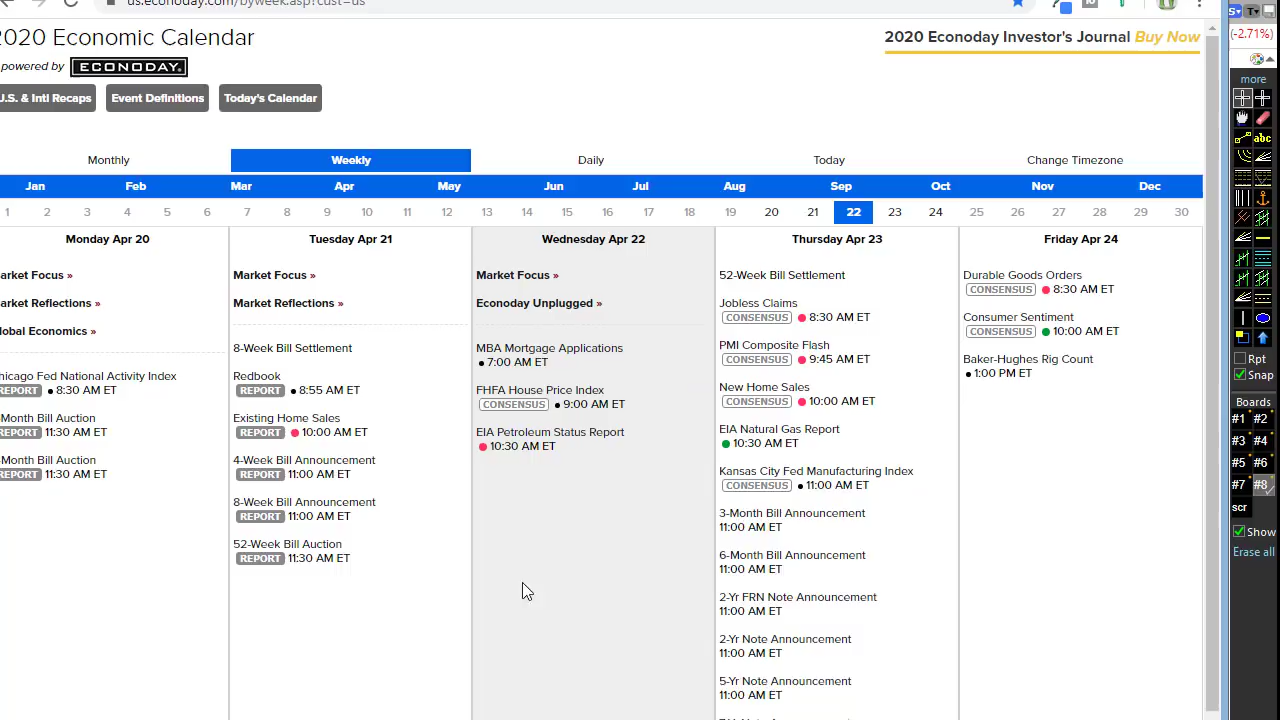 us.econoday.com/byweek.asp?cust=us
2020 Economic Calendar
2020 Econoday Investor's Journal Buy Now
powered by ECONODAY.
U.S. & Intl Recaps
Event Definitions
Today's Calendar
Monthly
Weekly
Daily
Today
Change Timezone
Jan Feb Mar Apr May Jun Jul Aug Sep Oct Nov Dec
1 2 3 4 5 6 7 8 9 10 11 12 13 14 15 16 17 18 19 20 21 22 23 24 25 26 27 28 29 30
Monday Apr 20
arket Focus »
arket Reflections »
lobal Economics »
hicago Fed National Activity Index
REPORT • 8:30 AM ET
-Month Bill Auction
REPORT 11:30 AM ET
-Month Bill Auction
REPORT 11:30 AM ET
Tuesday Apr 21
Market Focus »
Market Reflections »
8-Week Bill Settlement
Redbook
REPORT • 8:55 AM ET
Existing Home Sales
REPORT • 10:00 AM ET
4-Week Bill Announcement
REPORT 11:00 AM ET
8-Week Bill Announcement
REPORT 11:00 AM ET
52-Week Bill Auction
REPORT 11:30 AM ET
Wednesday Apr 22
Market Focus »
Econoday Unplugged »
MBA Mortgage Applications
• 7:00 AM ET
FHFA House Price Index
CONSENSUS • 9:00 AM ET
EIA Petroleum Status Report
• 10:30 AM ET
Thursday Apr 23
52-Week Bill Settlement
Jobless Claims
CONSENSUS • 8:30 AM ET
PMI Composite Flash
CONSENSUS • 9:45 AM ET
New Home Sales
CONSENSUS • 10:00 AM ET
EIA Natural Gas Report
• 10:30 AM ET
Kansas City Fed Manufacturing Index
CONSENSUS • 11:00 AM ET
3-Month Bill Announcement
11:00 AM ET
6-Month Bill Announcement
11:00 AM ET
2-Yr FRN Note Announcement
11:00 AM ET
2-Yr Note Announcement
11:00 AM ET
5-Yr Note Announcement
11:00 AM ET
Friday Apr 24
Durable Goods Orders
CONSENSUS • 8:30 AM ET
Consumer Sentiment
CONSENSUS • 10:00 AM ET
Baker-Hughes Rig Count
• 1:00 PM ET
S T
(-2.71%)
more
abc
Rpt
Snap
Boards
#1 #2
#3 #4
#5 #6
#7 #8
scr
Show
Erase all